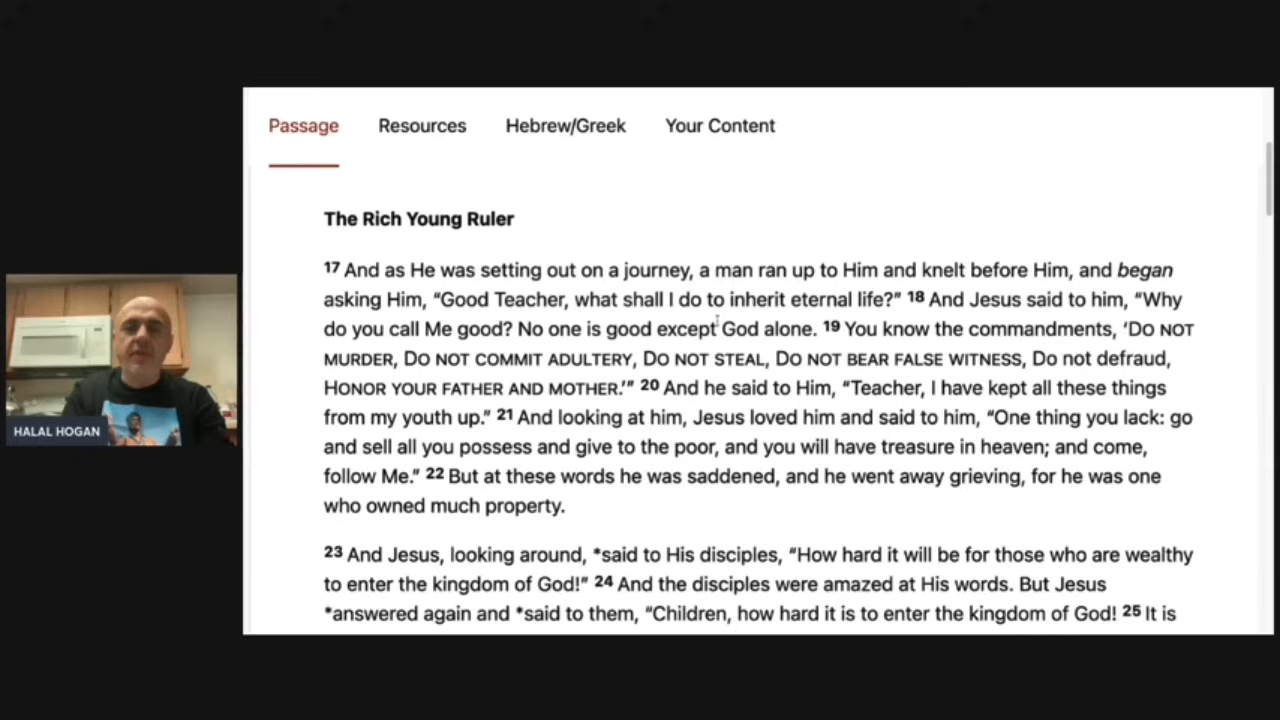 Passage Resources Hebrew/Greek Your Content
The Rich Young Ruler
17 And as He was setting out on a journey, a man ran up to Him and knelt before Him, and began
asking Him, “Good Teacher, what shall I do to inherit eternal life?” 18 And Jesus said to him, “Why
do you call Me good? No one is good except God alone. 19 You know the commandments, ‘DO NOT
MURDER, DO NOT COMMIT ADULTERY, DO NOT STEAL, DO NOT BEAR FALSE WITNESS, Do not defraud,
HONOR YOUR FATHER AND MOTHER.’” 20 And he said to Him, “Teacher, I have kept all these things
from my youth up.” 21 And looking at him, Jesus loved him and said to him, “One thing you lack: go
and sell all you possess and give to the poor, and you will have treasure in heaven; and come,
follow Me.” 22 But at these words he was saddened, and he went away grieving, for he was one
who owned much property.
23 And Jesus, looking around, *said to His disciples, “How hard it will be for those who are wealthy
to enter the kingdom of God!” 24 And the disciples were amazed at His words. But Jesus
*answered again and *said to them, “Children, how hard it is to enter the kingdom of God! 25 It is
HALAL HOGAN